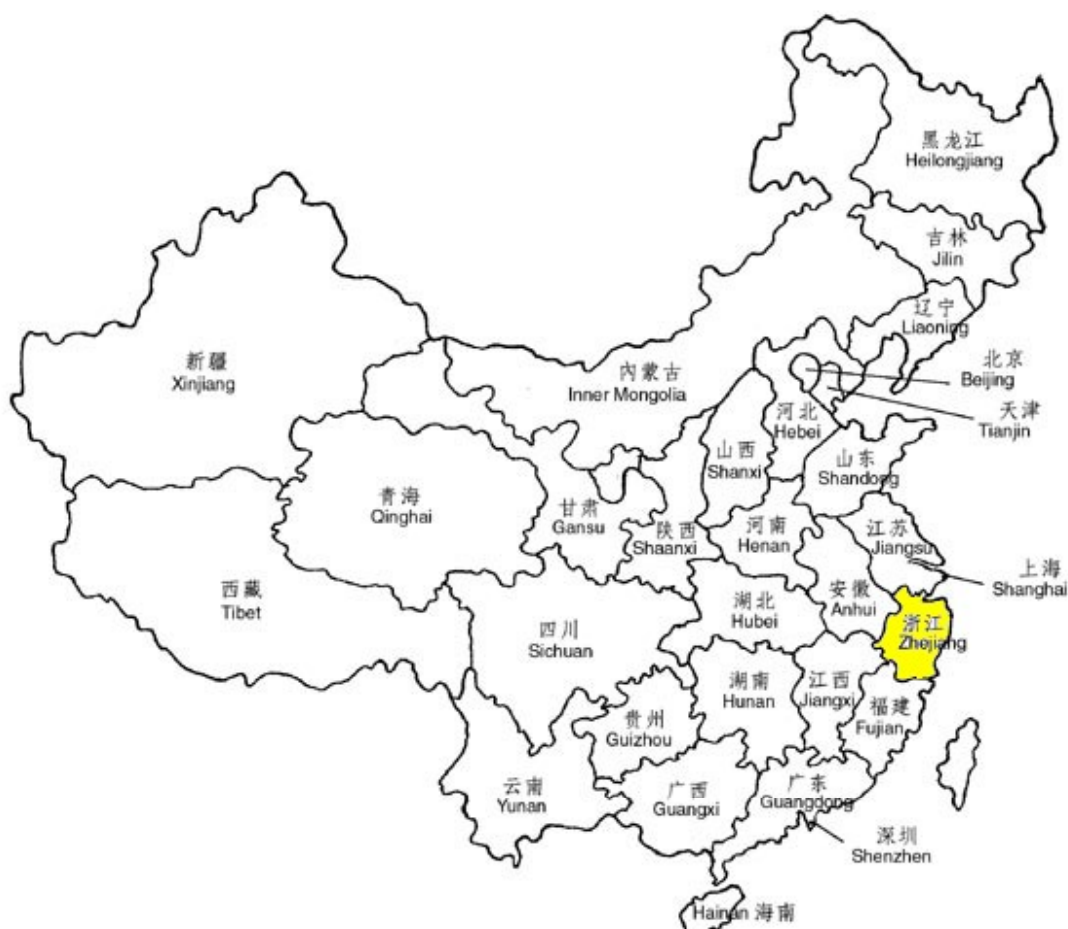 黑龙江
Heilongjiang
吉林
Jilin
辽宁
Liaoning
北京
Beijing
天津
Tianjin
新疆
Xinjiang
内蒙古
Inner Mongolia
河北
Hebei
山西
Shanxi
山东
Shandong
青海
Qinghai
甘肃
Gansu
陕西
Shaanxi
河南
Henan
江苏
Jiangsu
上海
Shanghai
西藏
Tibet
四川
Sichuan
湖北
Hubei
安徽
Anhui
浙江
Zhejiang
湖南
Hunan
江西
Jiangxi
福建
Fujian
贵州
Guizhou
云南
Yunan
广西
Guangxi
广东
Guangdong
深圳
Shenzhen
Hainan 海南